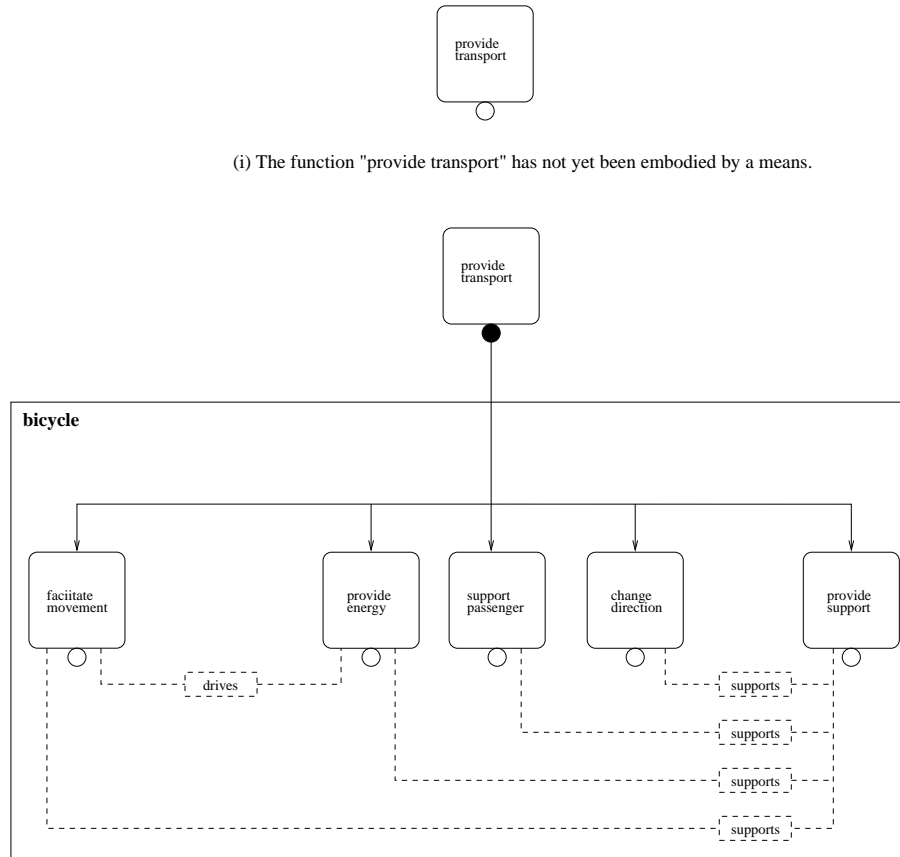 provide
transport
(i) The function "provide transport" has not yet been embodied by a means.
provide
transport
bicycle
faciitate
movement
provide
energy
support
passenger
change
direction
provide
support
drives
supports
supports
supports
supports